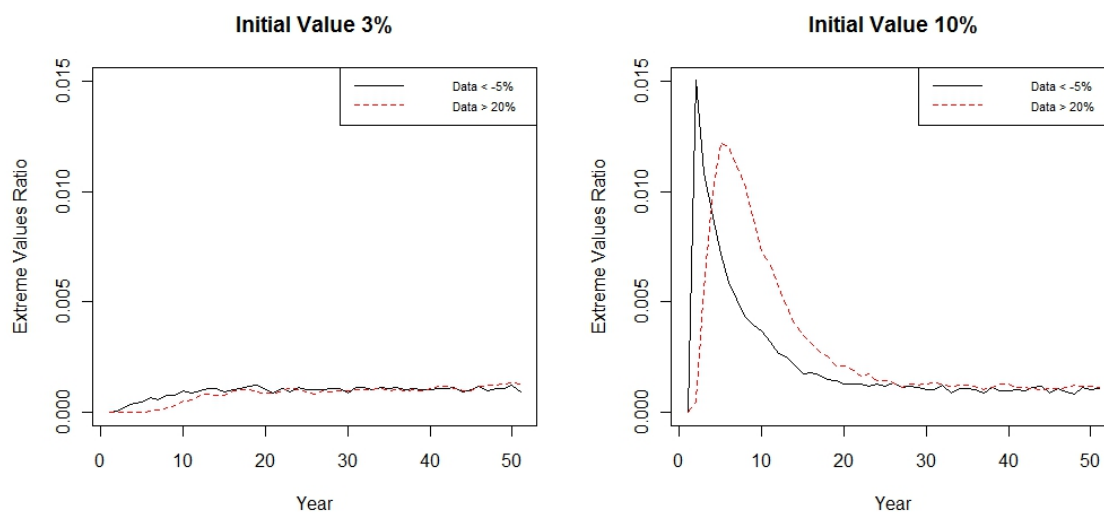 Initial Value 3%
Extreme Values Ratio
0.015
0.010
0.005
0.000
Data < -5%
Data > 20%
0 10 20 30 40 50
Year
Initial Value 10%
Extreme Values Ratio
0.015
0.010
0.005
0.000
Data < -5%
Data > 20%
0 10 20 30 40 50
Year